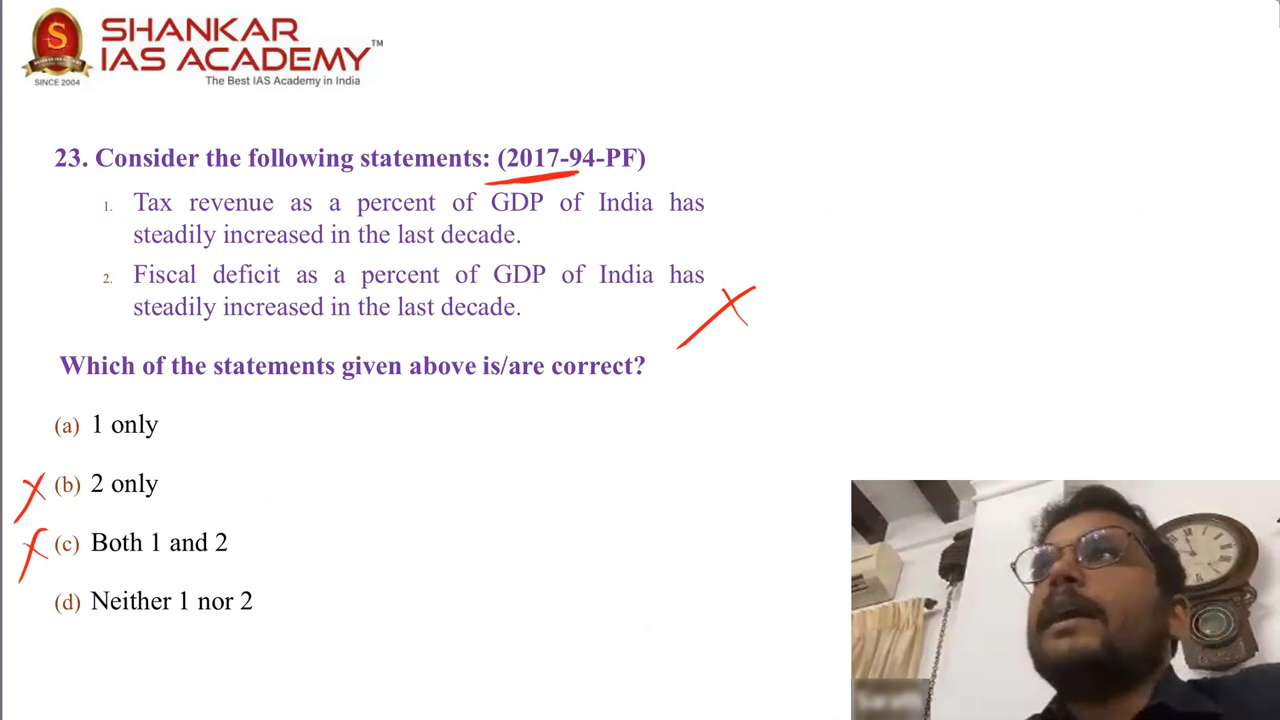 SHANKAR
IAS ACADEMY™
The Best IAS Academy in India
SINCE 2004
S
23. Consider the following statements: (2017-94-PF)
1. Tax revenue as a percent of GDP of India has
steadily increased in the last decade.
2. Fiscal deficit as a percent of GDP of India has
steadily increased in the last decade.
Which of the statements given above is/are correct?
(a) 1 only
(b) 2 only
(c) Both 1 and 2
(d) Neither 1 nor 2